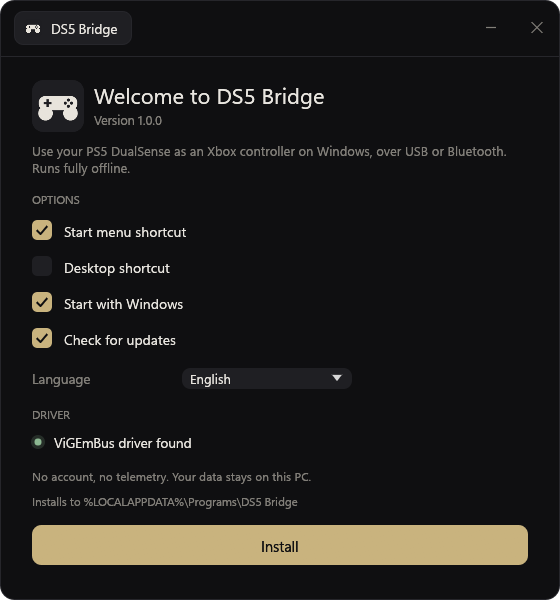 DS5 Bridge
Welcome to DS5 Bridge
Version 1.0.0
Use your PS5 DualSense as an Xbox controller on Windows, over USB or Bluetooth.
Runs fully offline.
OPTIONS
Start menu shortcut
Desktop shortcut
Start with Windows
Check for updates
Language English
DRIVER
ViGEmBus driver found
No account, no telemetry. Your data stays on this PC.
Installs to %LOCALAPPDATA%\Programs\DS5 Bridge
Install